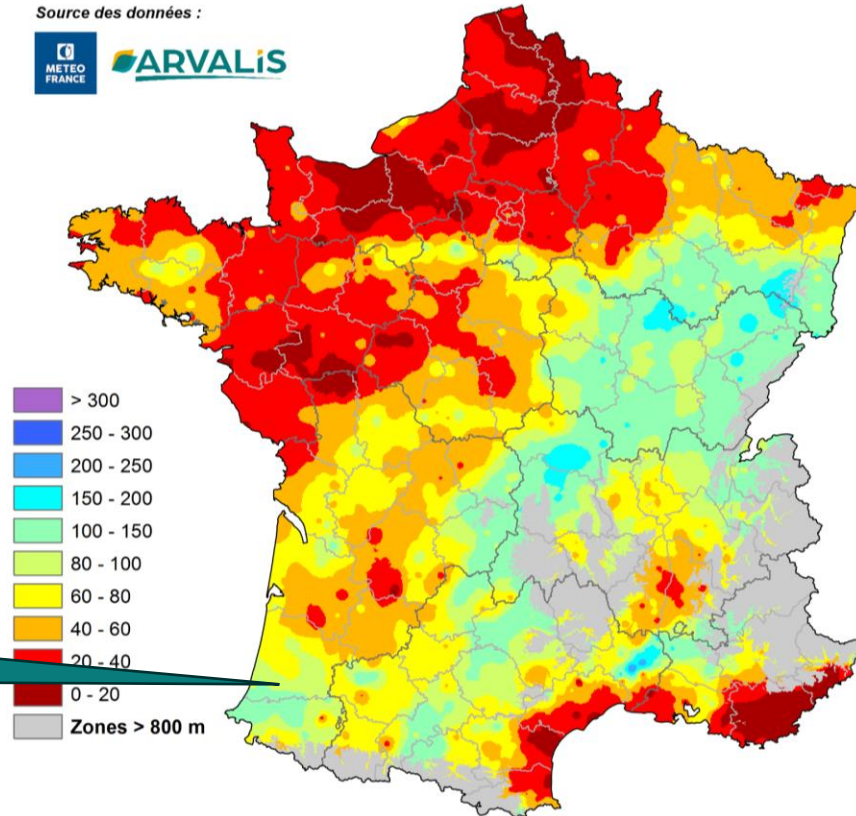 Source des données :
METEO
FRANCE
ARVALIS
> 300
250 - 300
200 - 250
150 - 200
100 - 150
80 - 100
60 - 80
40 - 60
20 - 40
0 - 20
Zones > 800 m